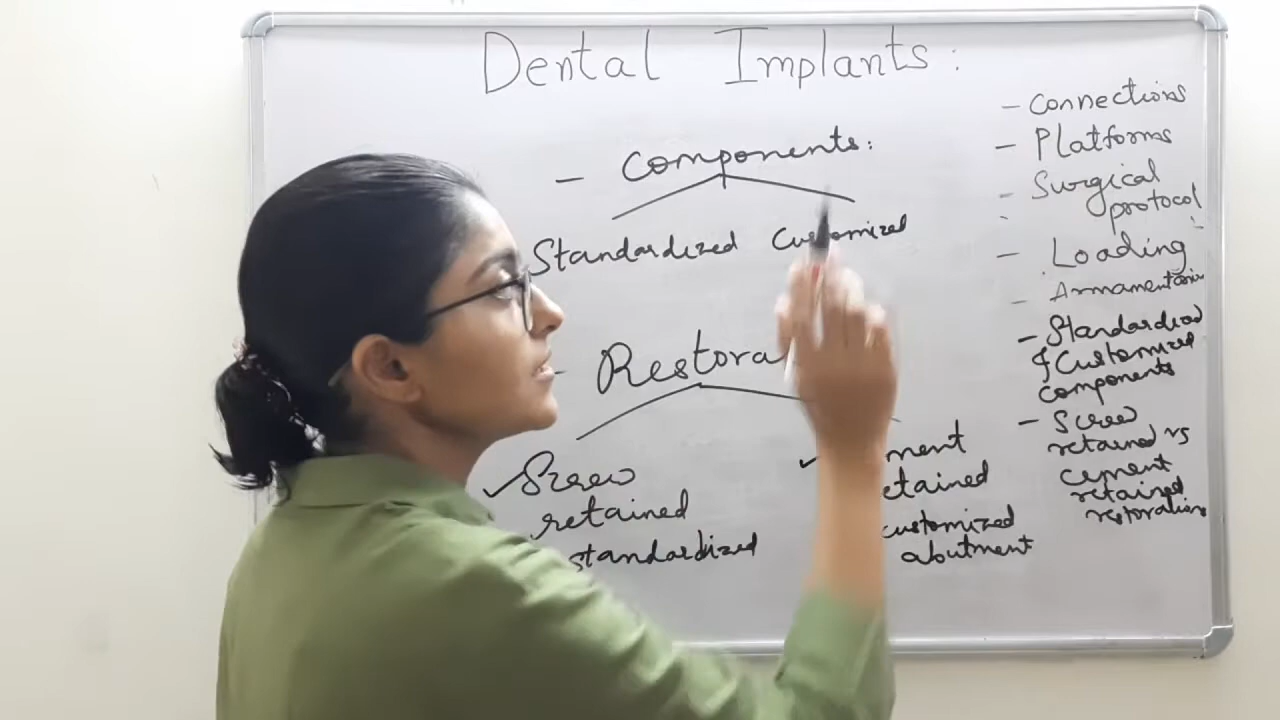 Dental Implants:
- Components:
Standardized Customized
- Restora
✓ Screw
retained
standardized
✓ ment
etained
customized
abutment
- Connections
- Platforms
- Surgical
protocol
- Loading
- Armamentaria
- Standardized
& Customized
components
- Screw
retained vs
cement
retained
restorations